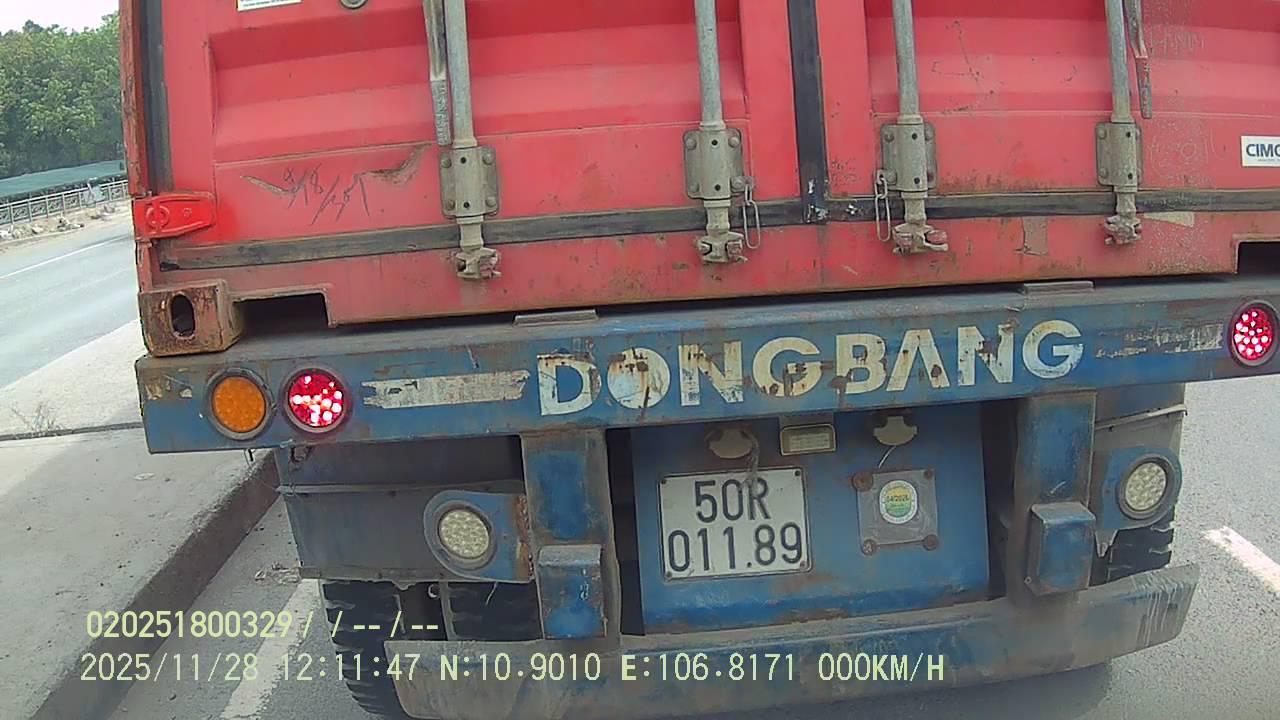 CIMC
DONGBANG
50R
011.89
020251800329/ / -- / --
2025/11/28 12:11:47 N:10.9010 E:106.8171 000KM/H